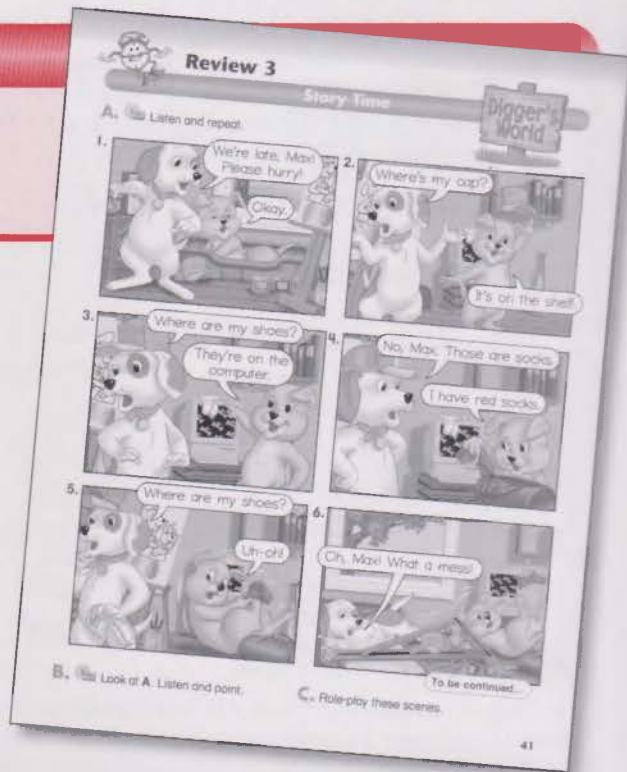 Review 3
Story Time
Digger's
World
A. Listen and repeat.
1.
We're late, Max!
Please hurry!
Okay.
2.
Where's my cap?
It's on the shelf.
3.
Where are my shoes?
They're on the
computer.
4.
No, Max. Those are socks.
I have red socks.
5.
Where are my shoes?
Uh-oh!
6.
Oh, Max! What a mess!
To be continued...
B. Look at A. Listen and point.
C. Role-play these scenes.
41